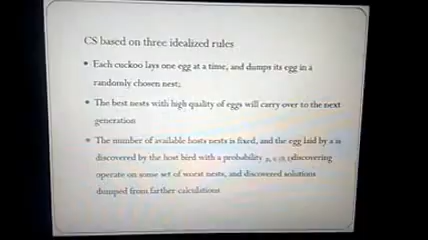 CS based on three idealized rules
• Each cuckoo lays one egg at a time, and dumps its egg in a
randomly chosen nest;
• The best nests with high quality of eggs will carry over to the next
generation
• The number of available hosts nests is fixed, and the egg laid by a is
discovered by the host bird with a probability discovering
operate on some set of worst nests, and discovered solutions
dumped from farther calculations